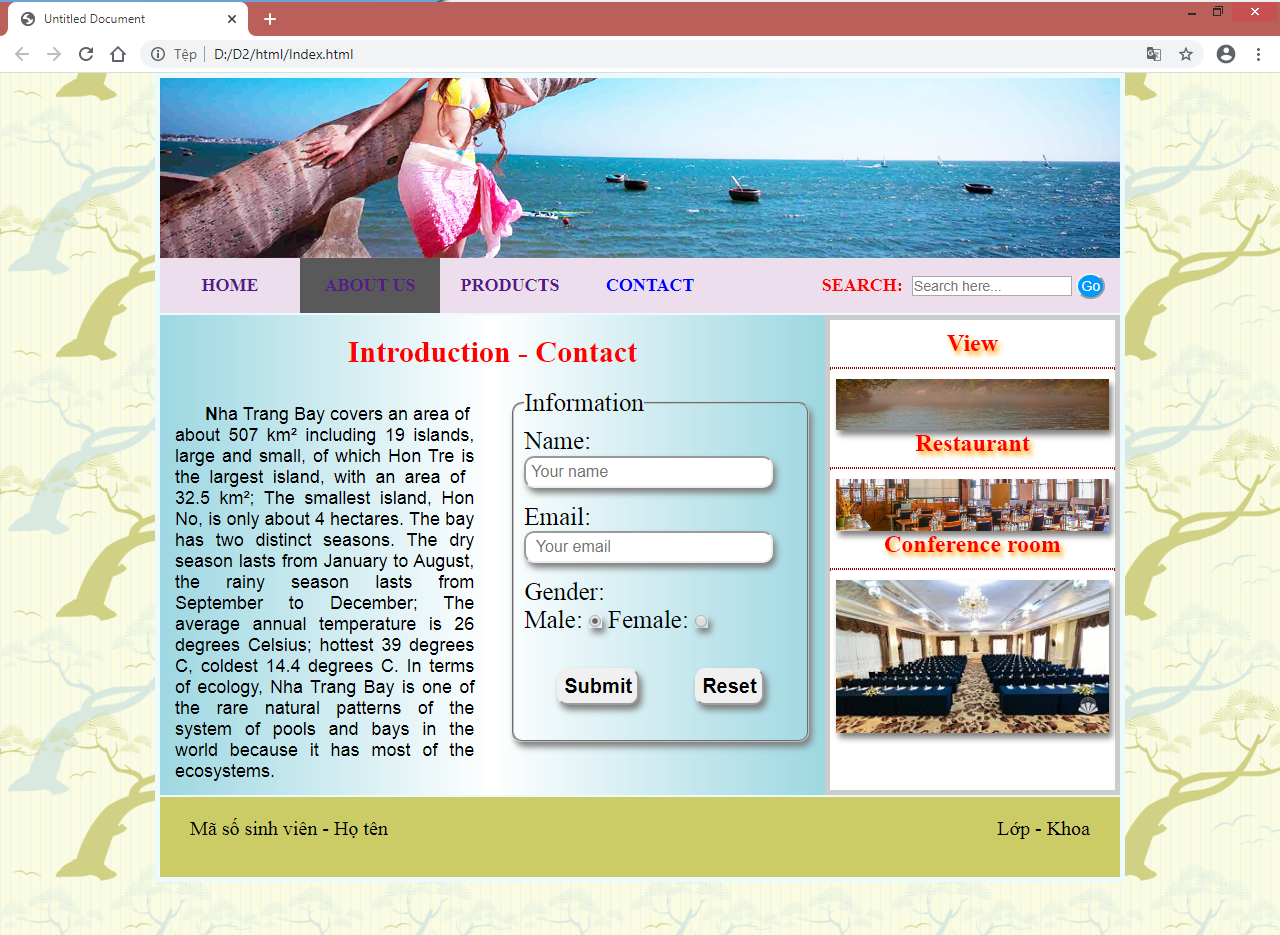 Untitled Document
Tệp
D:/D2/html/Index.html
HOME
ABOUT US
PRODUCTS
CONTACT
SEARCH:
Search here...
Go
Introduction - Contact
Nha Trang Bay covers an area of
about 507 km² including 19 islands,
large and small, of which Hon Tre is
the largest island, with an area of
32.5 km²; The smallest island, Hon
No, is only about 4 hectares. The bay
has two distinct seasons. The dry
season lasts from January to August,
the rainy season lasts from
September to December; The
average annual temperature is 26
degrees Celsius; hottest 39 degrees
C, coldest 14.4 degrees C. In terms
of ecology, Nha Trang Bay is one of
the rare natural patterns of the
system of pools and bays in the
world because it has most of the
ecosystems.
Information
Name:
Your name
Email:
Your email
Gender:
Male: Female:
Submit
Reset
View
Restaurant
Conference room
Mã số sinh viên - Họ tên
Lớp - Khoa